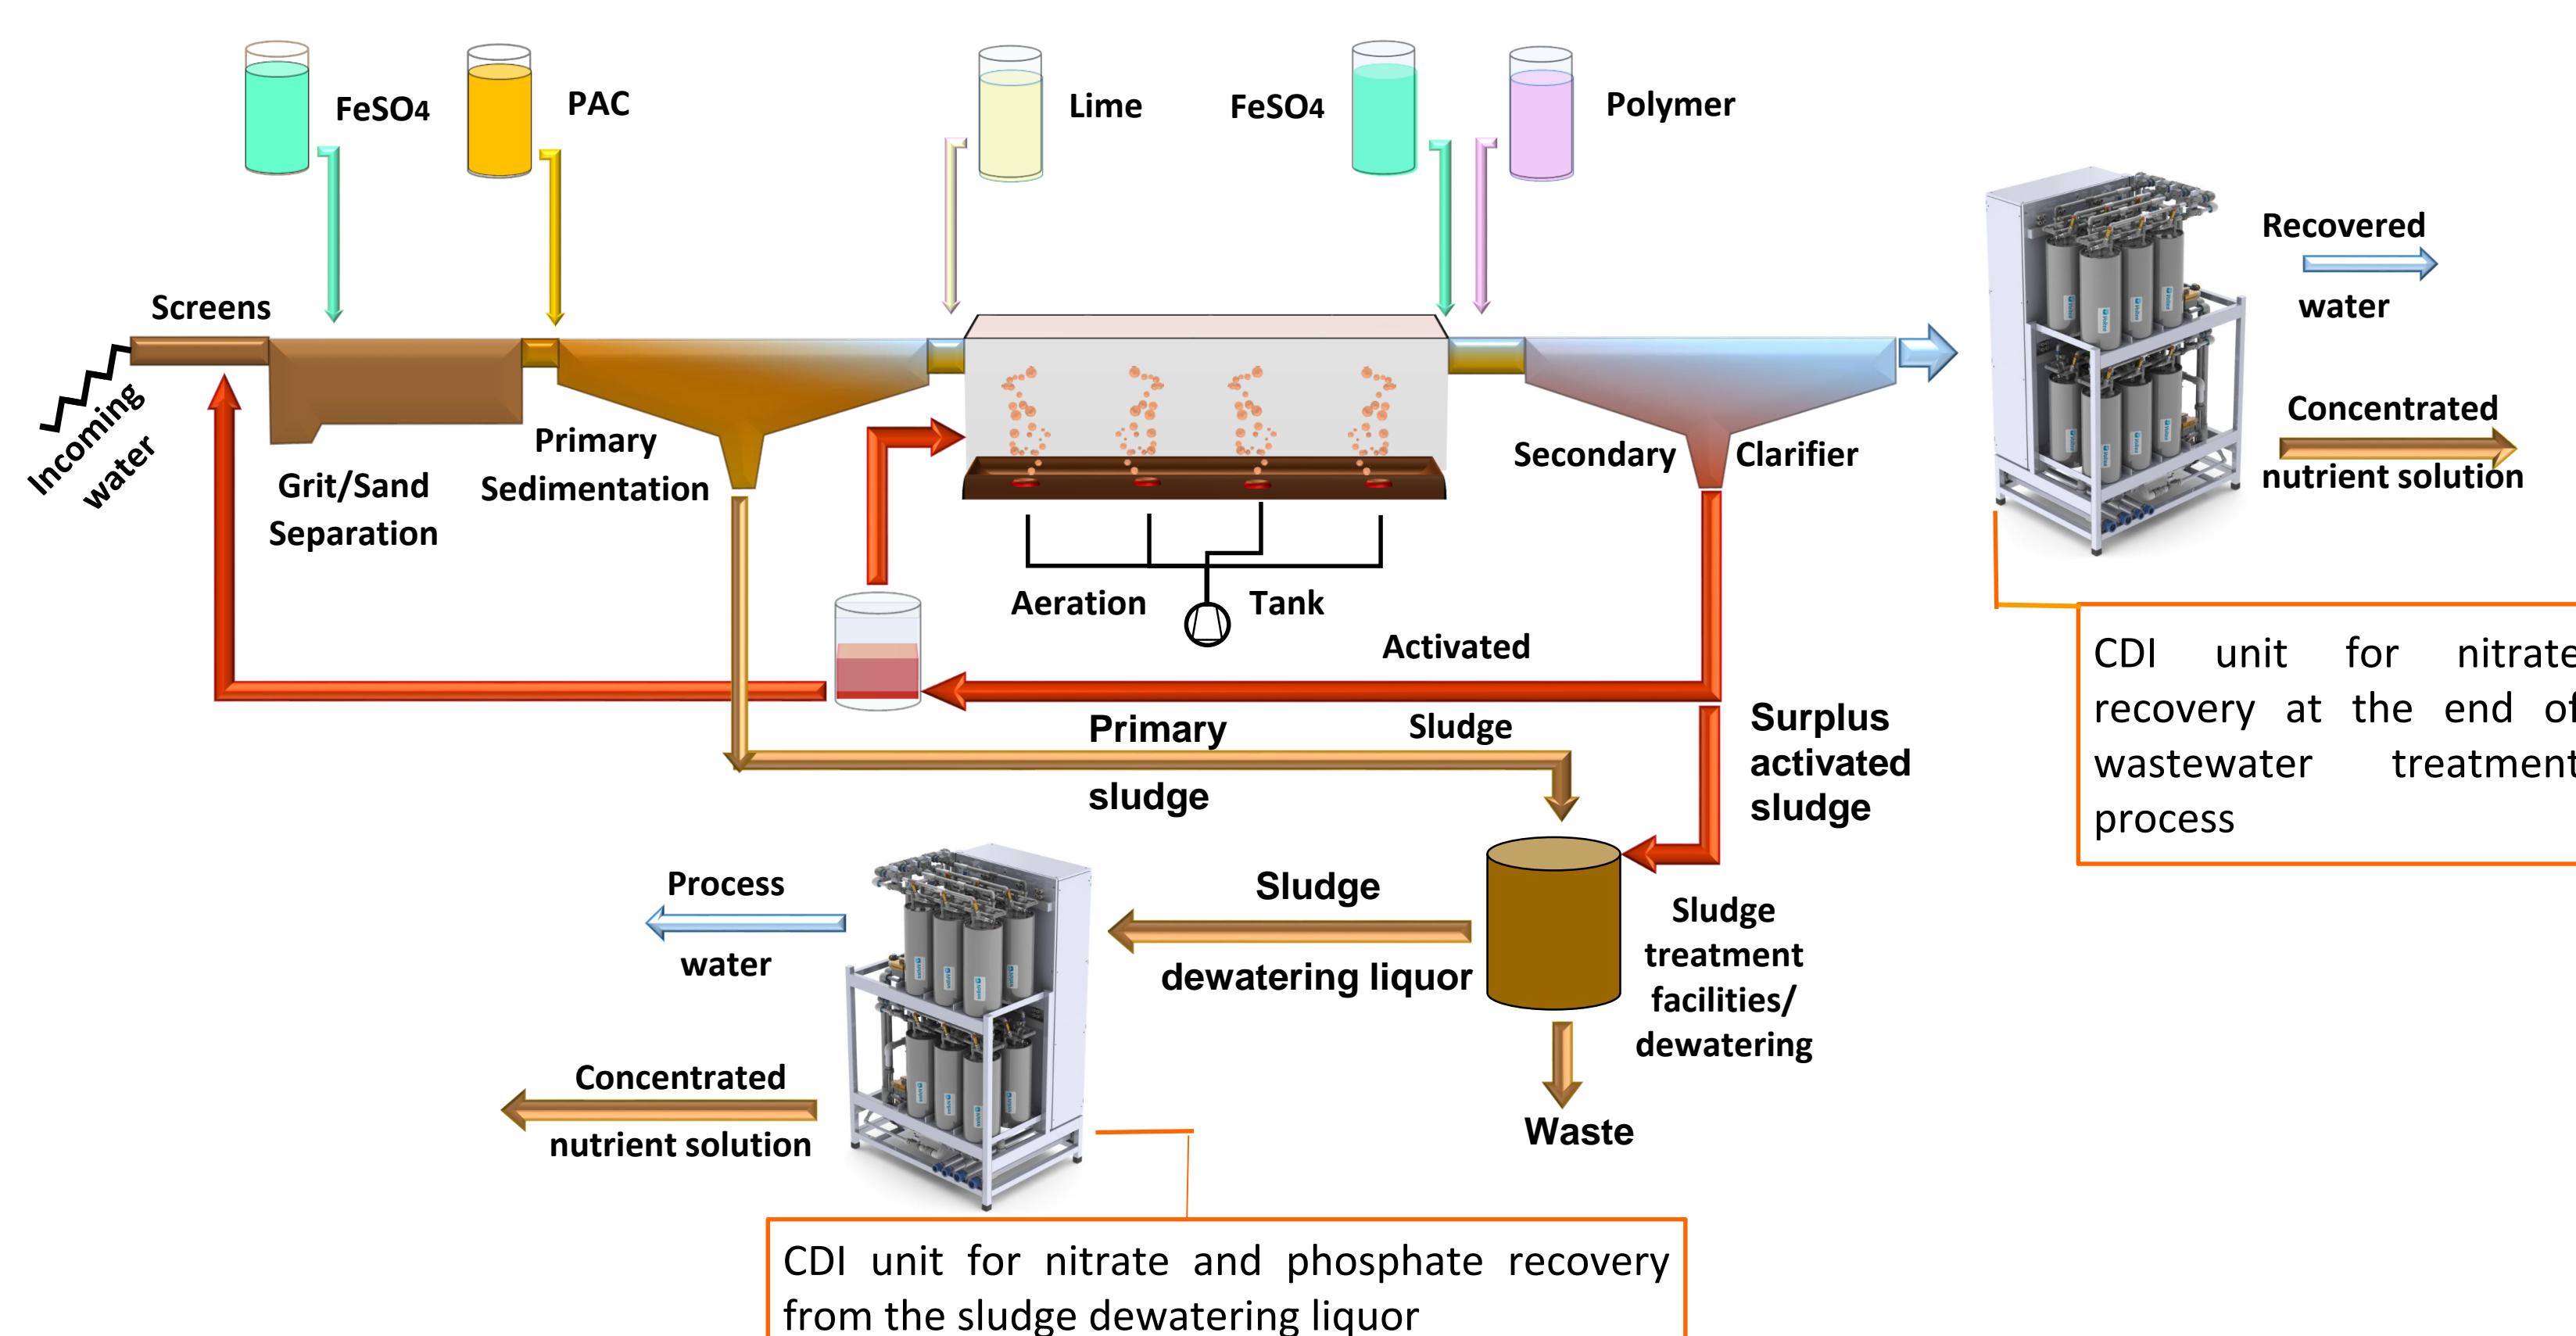 FeSO4
PAC
Lime
FeSO4
Polymer
Screens
Incoming
water
Grit/Sand
Separation
Primary
Sedimentation
Aeration Tank
Secondary Clarifier
Recovered
water
Concentrated
nutrient solution
CDI unit for nitrate
recovery at the end of
wastewater treatment
process
Activated
Sludge
Primary
sludge
Surplus
activated
sludge
Sludge
treatment
facilities/
dewatering
Sludge
dewatering liquor
Waste
Process
water
Concentrated
nutrient solution
CDI unit for nitrate and phosphate recovery
from the sludge dewatering liquor